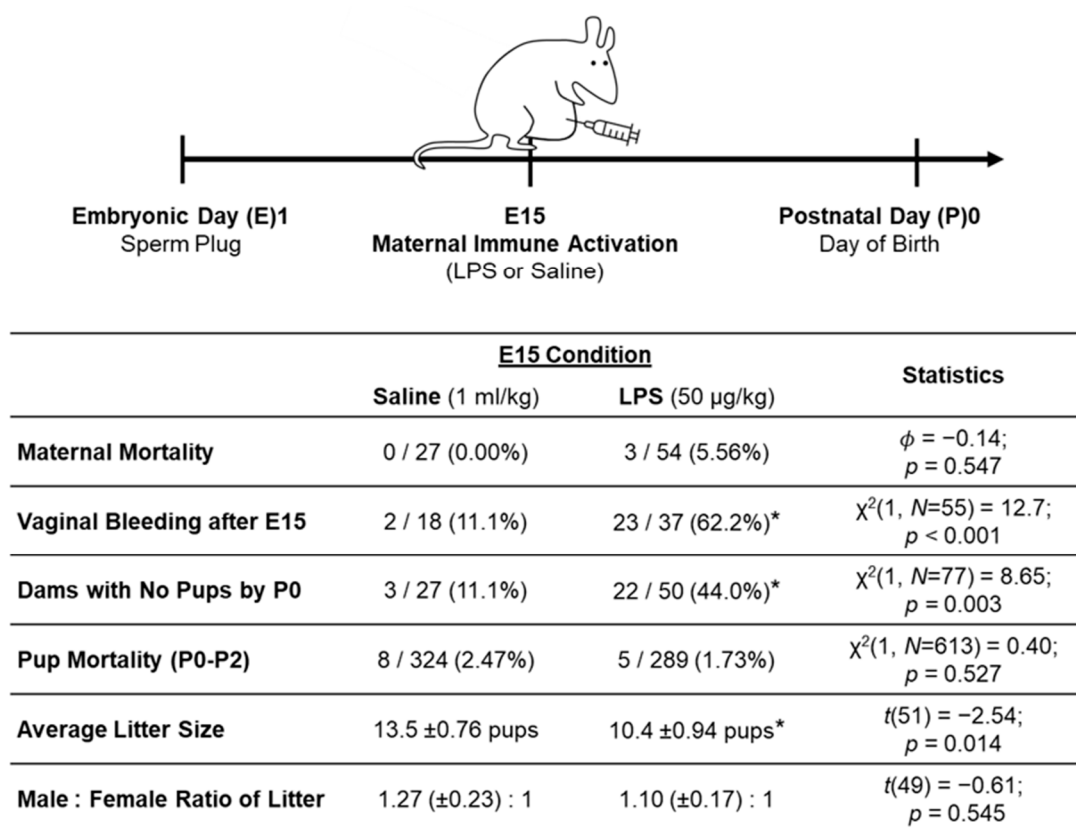 Embryonic Day (E)1
Sperm Plug
E15
Maternal Immune Activation
(LPS or Saline)
Postnatal Day (P)0
Day of Birth
E15 Condition
Statistics
Saline (1 ml/kg)
LPS (50 µg/kg)
Maternal Mortality
0 / 27 (0.00%)
3 / 54 (5.56%)
ϕ = −0.14;
p = 0.547
Vaginal Bleeding after E15
2 / 18 (11.1%)
23 / 37 (62.2%)*
χ²(1, N=55) = 12.7;
p < 0.001
Dams with No Pups by P0
3 / 27 (11.1%)
22 / 50 (44.0%)*
χ²(1, N=77) = 8.65;
p = 0.003
Pup Mortality (P0-P2)
8 / 324 (2.47%)
5 / 289 (1.73%)
χ²(1, N=613) = 0.40;
p = 0.527
Average Litter Size
13.5 ±0.76 pups
10.4 ±0.94 pups*
t(51) = −2.54;
p = 0.014
Male : Female Ratio of Litter
1.27 (±0.23) : 1
1.10 (±0.17) : 1
t(49) = −0.61;
p = 0.545